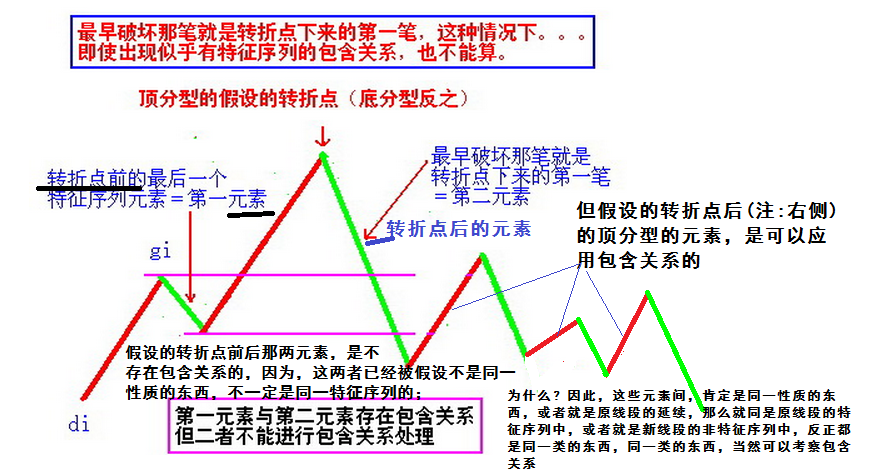 最早破坏那笔就是转折点下来的第一笔，这种情况下。。。
即使出现似乎有特征序列的包含关系，也不能算。
顶分型的假设的转折点（底分型反之）
转折点前的最后一个
特征序列元素＝第一元素
最早破坏那笔就是
转折点下来的第一笔
＝第二元素
转折点后的元素
但假设的转折点后(注:右侧)
的顶分型的元素，是可以应
用包含关系的
gi
假设的转折点前后那两元素，是不
存在包含关系的，因为，这两者已经被假设不是同一
性质的东西，不一定是同一特征序列的；
第一元素与第二元素存在包含关系
但二者不能进行包含关系处理
di
为什么？因此，这些元素间，肯定是同一性质的东
西，或者就是原线段的延续，那么就同是原线段的特
征序列中，或者就是新线段的非特征序列中，反正都
是同一类的东西，同一类的东西，当然可以考察包含
关系